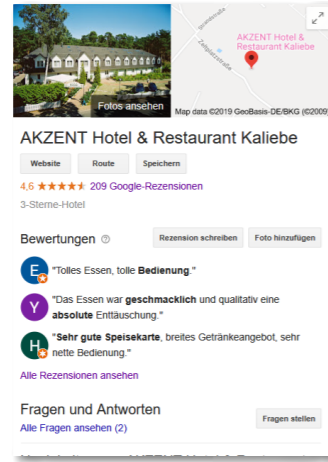 Strandstraße
Zeltplatzstraße
AKZENT Hotel &
Restaurant Kaliebe
Fotos ansehen
Map data ©2019 GeoBasis-DE/BKG (©2009)
AKZENT Hotel & Restaurant Kaliebe
Website Route Speichern
4,6 ★★★★★ 209 Google-Rezensionen
3-Sterne-Hotel
Bewertungen ? Rezension schreiben Foto hinzufügen
E "Tolles Essen, tolle Bedienung."
Y "Das Essen war geschmacklich und qualitativ eine
absolute Enttäuschung."
H "Sehr gute Speisekarte, breites Getränkeangebot, sehr
nette Bedienung."
Alle Rezensionen ansehen
Fragen und Antworten
Fragen stellen
Alle Fragen ansehen (2)